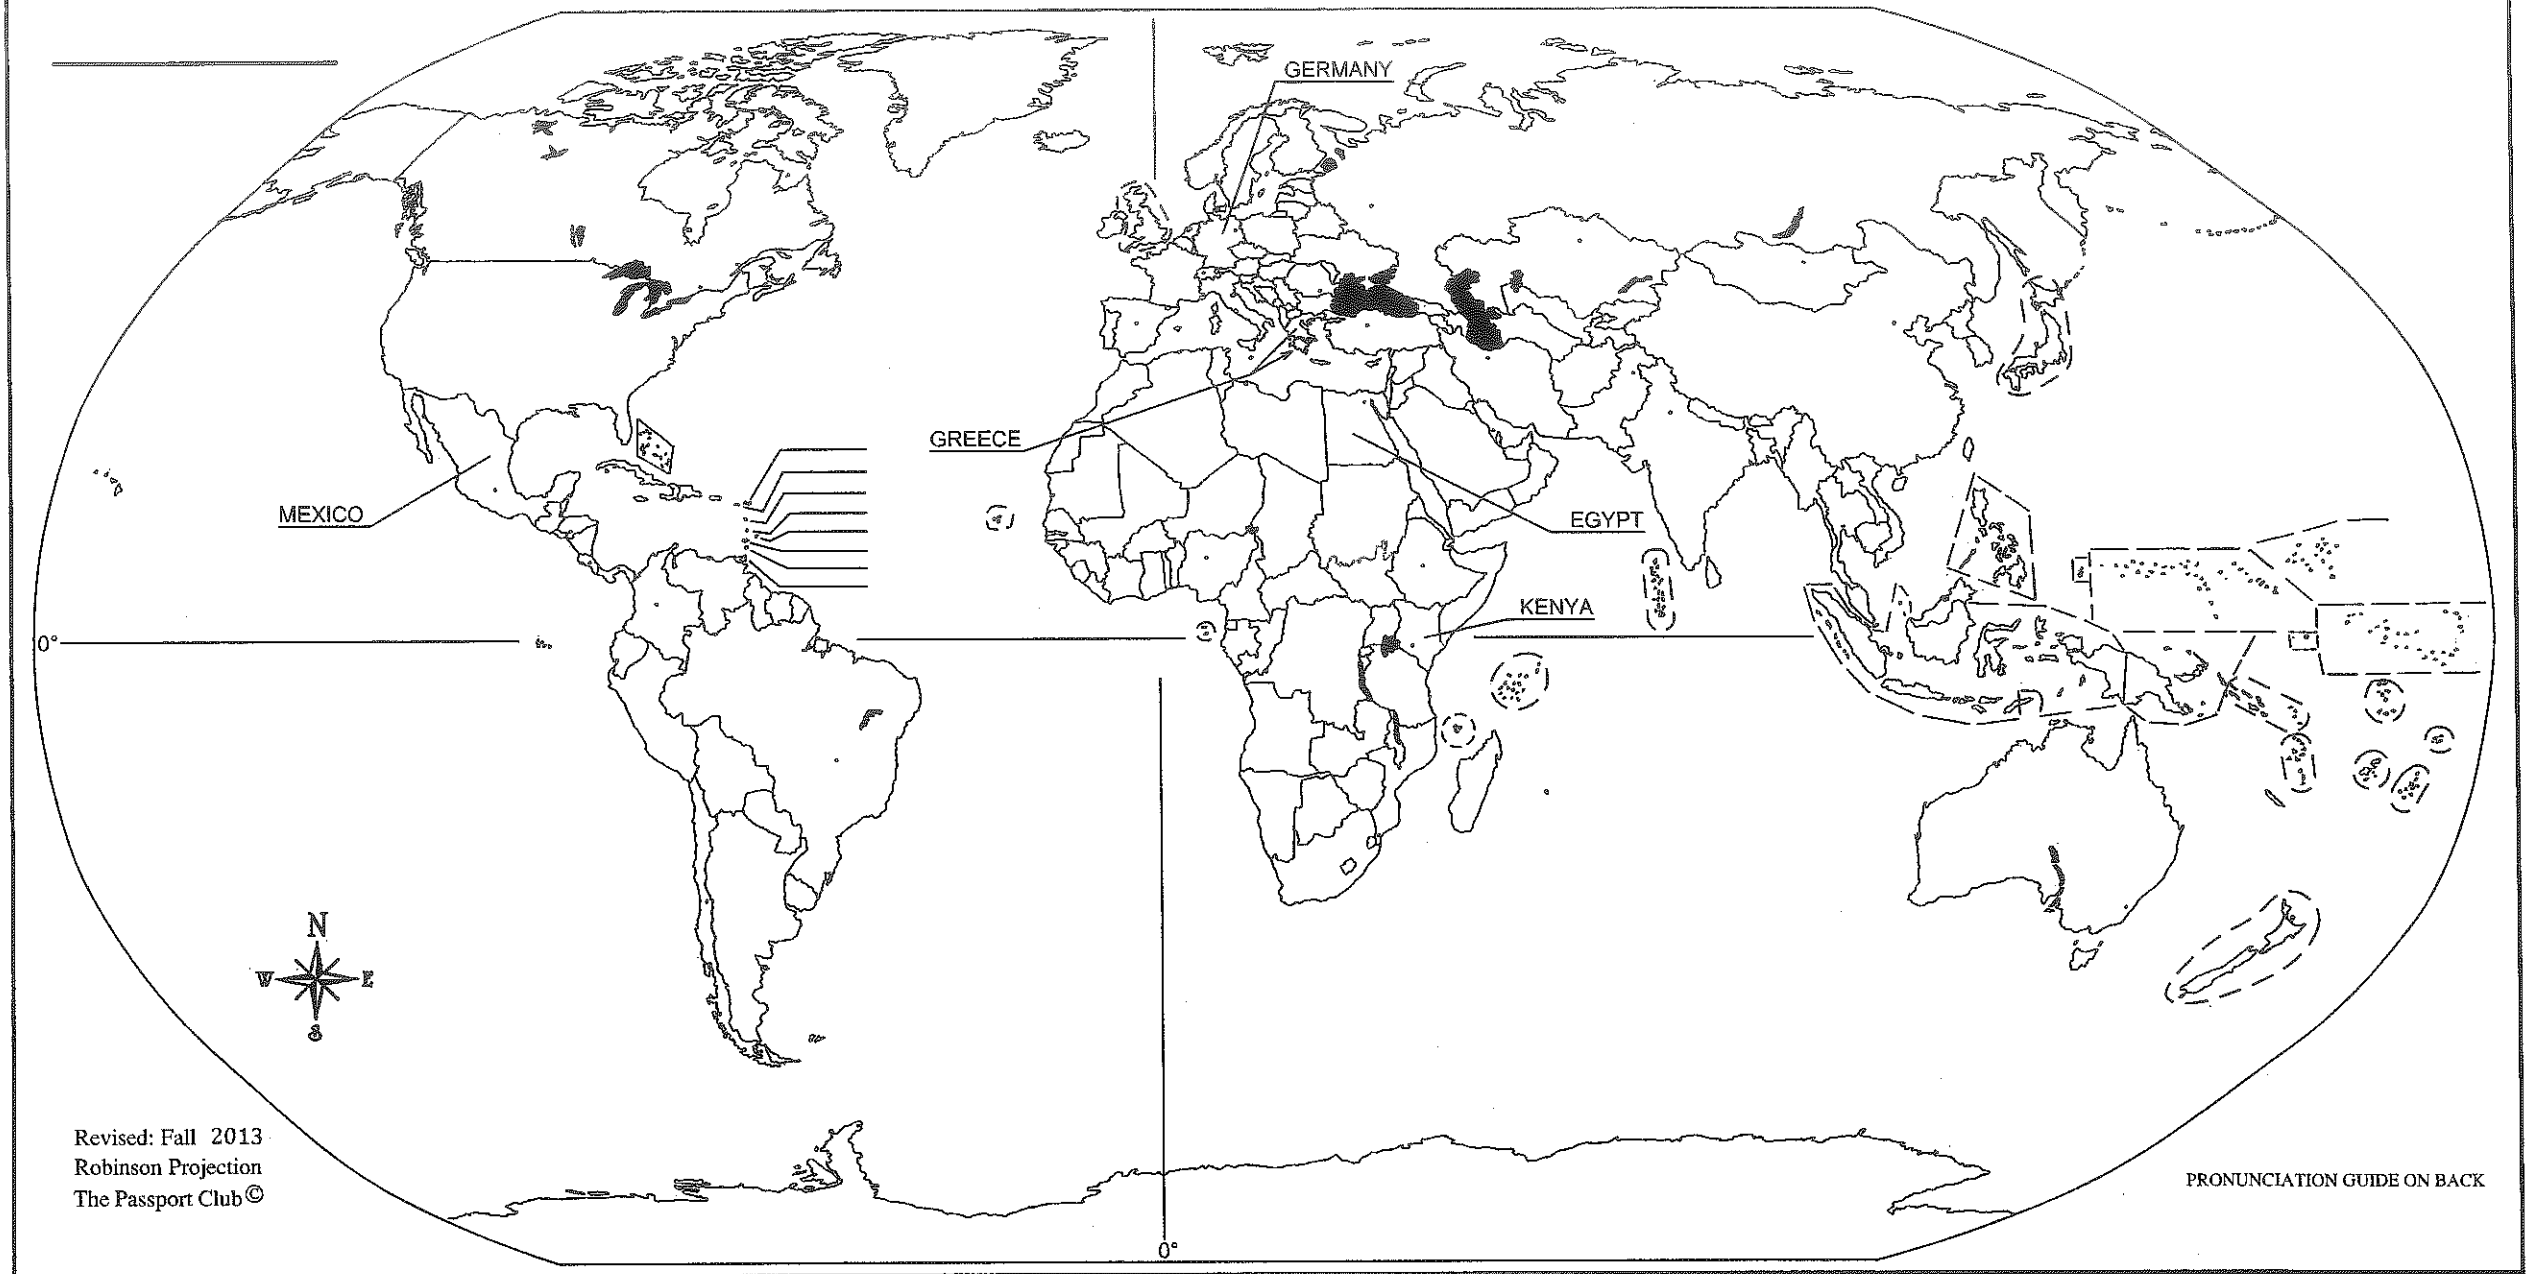 GERMANY
GREECE
MEXICO
EGYPT
KENYA
0°
N
W E
S
Revised: Fall 2013
Robinson Projection
The Passport Club©
PRONUNCIATION GUIDE ON BACK
0°